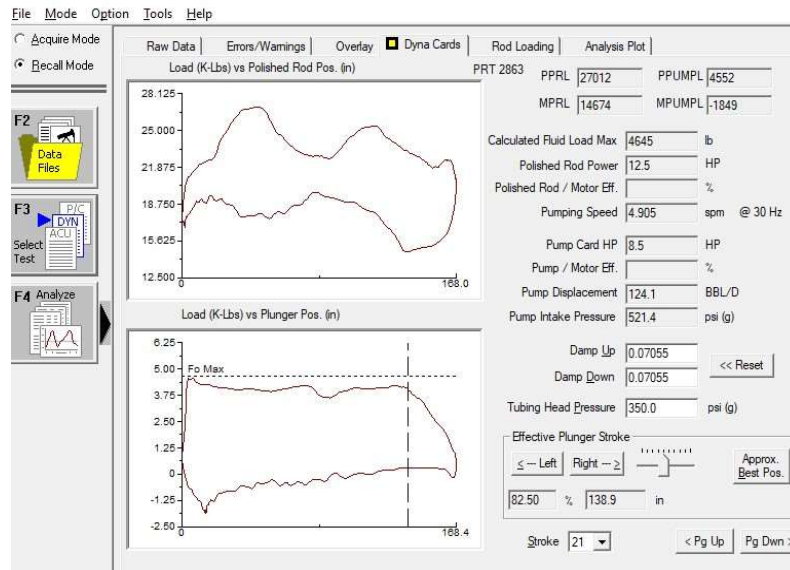 File Mode Option Tools Help
Acquire Mode
Recall Mode
F2
Data
Files
F3
P/C
DYN
ACU
Select
Test
F4 Analyze
Raw Data Errors/Warnings Overlay Dyna Cards Rod Loading Analysis Plot
Load (K-Lbs) vs Polished Rod Pos. (in)
28.125
25.000
21.875
18.750
15.625
12.500
0 168.0
Load (K-Lbs) vs Plunger Pos. (in)
6.25
5.00
3.75
2.50
1.25
0
-1.25
-2.50
Fo Max
0 168.4
PRT 2863 PPRL 27012 PPUMPL 4552
MPRL 14674 MPUMPL -1849
Calculated Fluid Load Max 4645 lb
Polished Rod Power 12.5 HP
Polished Rod / Motor Eff. %
Pumping Speed 4.905 spm @ 30 Hz
Pump Card HP 8.5 HP
Pump / Motor Eff. %
Pump Displacement 124.1 BBL/D
Pump Intake Pressure 521.4 psi (g)
Damp Up 0.07055
Damp Down 0.07055
<< Reset
Tubing Head Pressure 350.0 psi (g)
Effective Plunger Stroke
< --- Left Right --- >
Approx.
Best Pos.
82.50 % 138.9 in
Stroke 21 < Pg Up Pg Dwn >